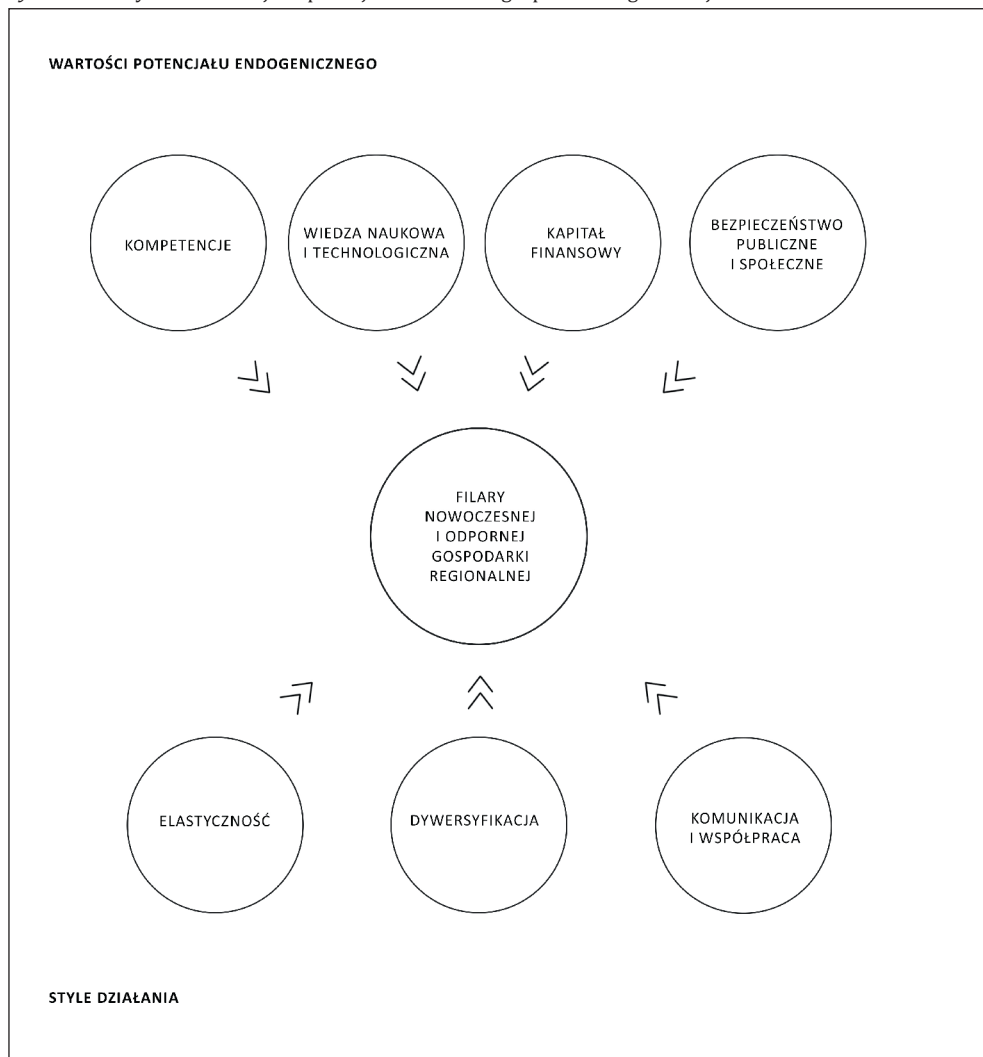 WARTOŚCI POTENCJAŁU ENDOGENICZNEGO
KOMPETENCJE
WIEDZA NAUKOWA
I TECHNOLOGICZNA
KAPITAŁ
FINANSOWY
BEZPIECZEŃSTWO
PUBLICZNE
I SPOŁECZNE
FILARY
NOWOCZESNEJ
I ODPORNEJ
GOSPODARKI
REGIONALNEJ
ELASTYCZNOŚĆ
DYWERSYFIKACJA
KOMUNIKACJA
I WSPÓŁPRACA
STYLE DZIAŁANIA